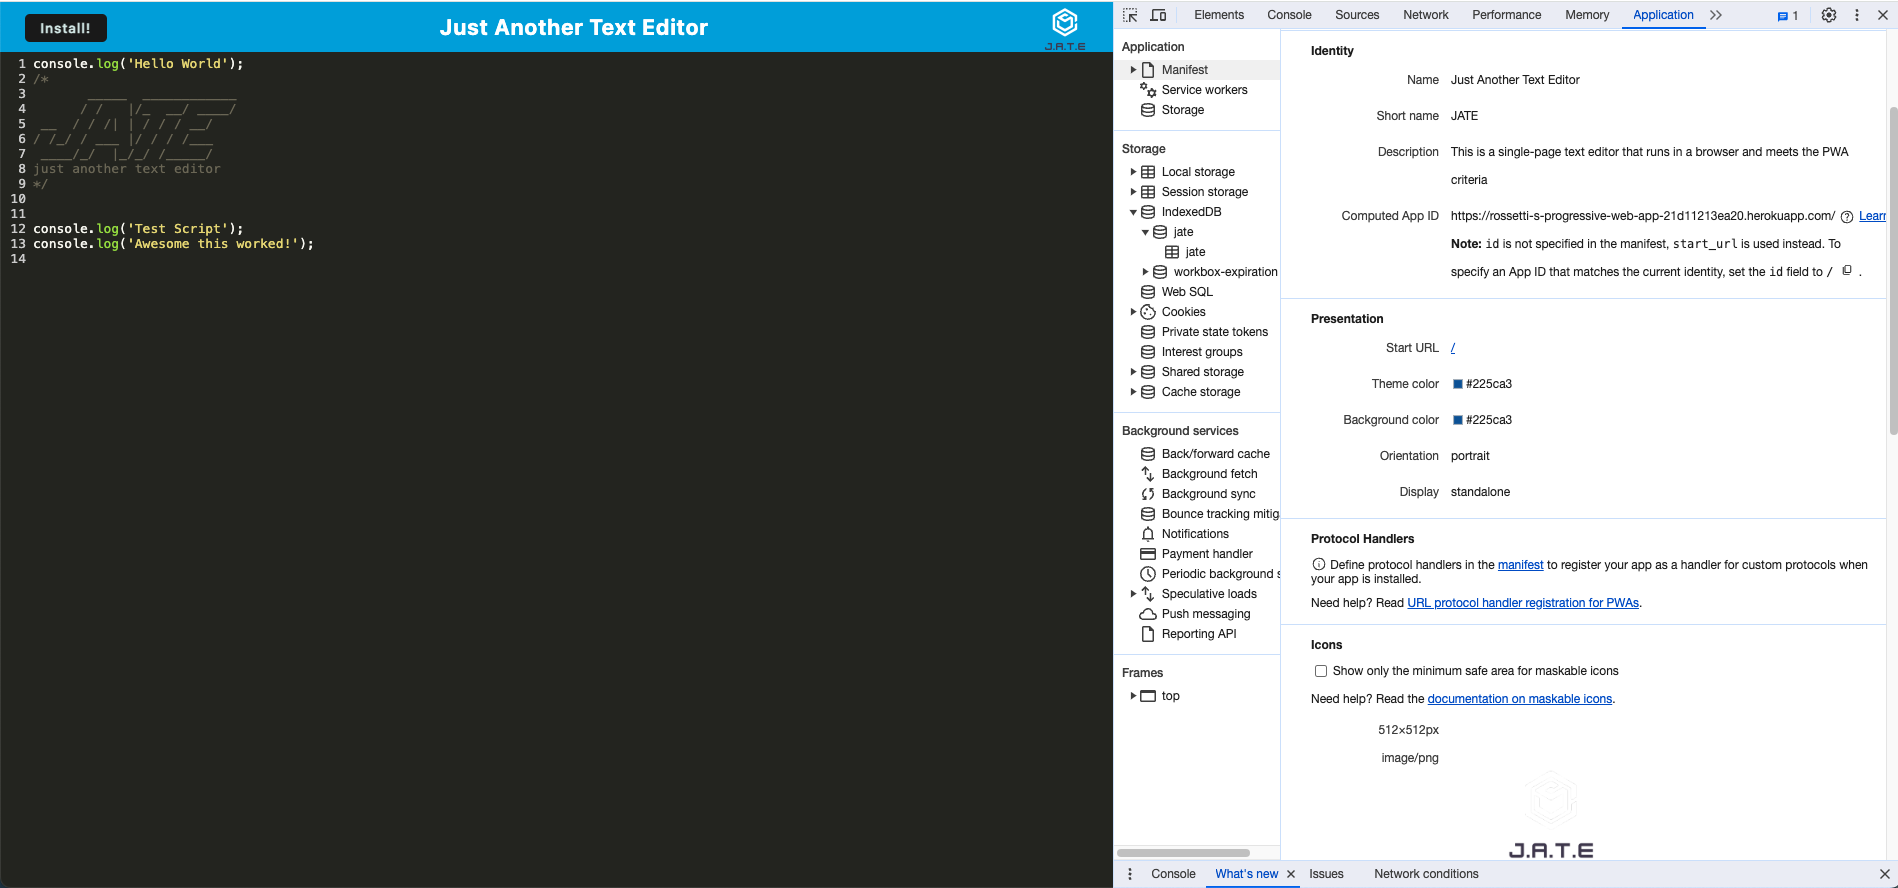 Install!
Just Another Text Editor
J.A.T.E
1 console.log('Hello World');
2 /*
3      _____  ____________
4      / /   |/_  __/ ____/
5 __  / / /| | / / / __/
6 / /_/ / ___ |/ / / /___
7 ____/_/  |_/_/ /_____/
8 just another text editor
9 */
10
11
12 console.log('Test Script');
13 console.log('Awesome this worked!');
14
Elements Console Sources Network Performance Memory Application 1
Application
Manifest
Service workers
Storage
Storage
Local storage
Session storage
IndexedDB
jate
jate
workbox-expiration
Web SQL
Cookies
Private state tokens
Interest groups
Shared storage
Cache storage
Background services
Back/forward cache
Background fetch
Background sync
Bounce tracking mitig
Notifications
Payment handler
Periodic background s
Speculative loads
Push messaging
Reporting API
Frames
top
Identity
Name Just Another Text Editor
Short name JATE
Description This is a single-page text editor that runs in a browser and meets the PWA
criteria
Computed App ID https://rossetti-s-progressive-web-app-21d11213ea20.herokuapp.com/ Learn
Note: id is not specified in the manifest, start_url is used instead. To
specify an App ID that matches the current identity, set the id field to / .
Presentation
Start URL /
Theme color #225ca3
Background color #225ca3
Orientation portrait
Display standalone
Protocol Handlers
Define protocol handlers in the manifest to register your app as a handler for custom protocols when
your app is installed.
Need help? Read URL protocol handler registration for PWAs.
Icons
Show only the minimum safe area for maskable icons
Need help? Read the documentation on maskable icons.
512×512px
image/png
J.A.T.E
Console What's new Issues Network conditions